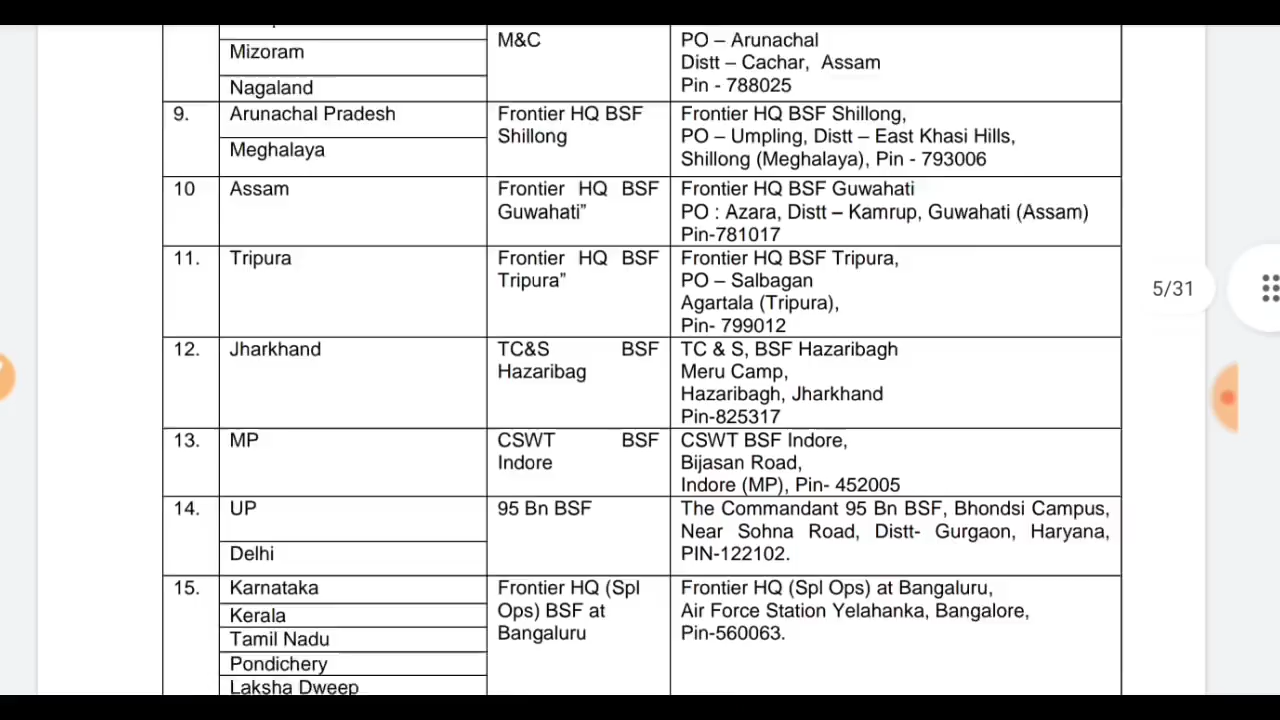 M&C
PO – Arunachal
Mizoram
Distt – Cachar, Assam
Nagaland
Pin - 788025
9.
Arunachal Pradesh
Meghalaya
Frontier HQ BSF
Shillong
Frontier HQ BSF Shillong,
PO – Umpling, Distt – East Khasi Hills,
Shillong (Meghalaya), Pin - 793006
10
Assam
Frontier HQ BSF
Guwahati”
Frontier HQ BSF Guwahati
PO : Azara, Distt – Kamrup, Guwahati (Assam)
Pin-781017
11.
Tripura
Frontier HQ BSF
Tripura”
Frontier HQ BSF Tripura,
PO – Salbagan
Agartala (Tripura),
Pin- 799012
5/31
12.
Jharkhand
TC&S BSF
Hazaribag
TC & S, BSF Hazaribagh
Meru Camp,
Hazaribagh, Jharkhand
Pin-825317
13.
MP
CSWT BSF
Indore
CSWT BSF Indore,
Bijasan Road,
Indore (MP), Pin- 452005
14.
UP
Delhi
95 Bn BSF
The Commandant 95 Bn BSF, Bhondsi Campus,
Near Sohna Road, Distt- Gurgaon, Haryana,
PIN-122102.
15.
Karnataka
Kerala
Tamil Nadu
Pondichery
Laksha Dweep
Frontier HQ (Spl
Ops) BSF at
Bangaluru
Frontier HQ (Spl Ops) at Bangaluru,
Air Force Station Yelahanka, Bangalore,
Pin-560063.